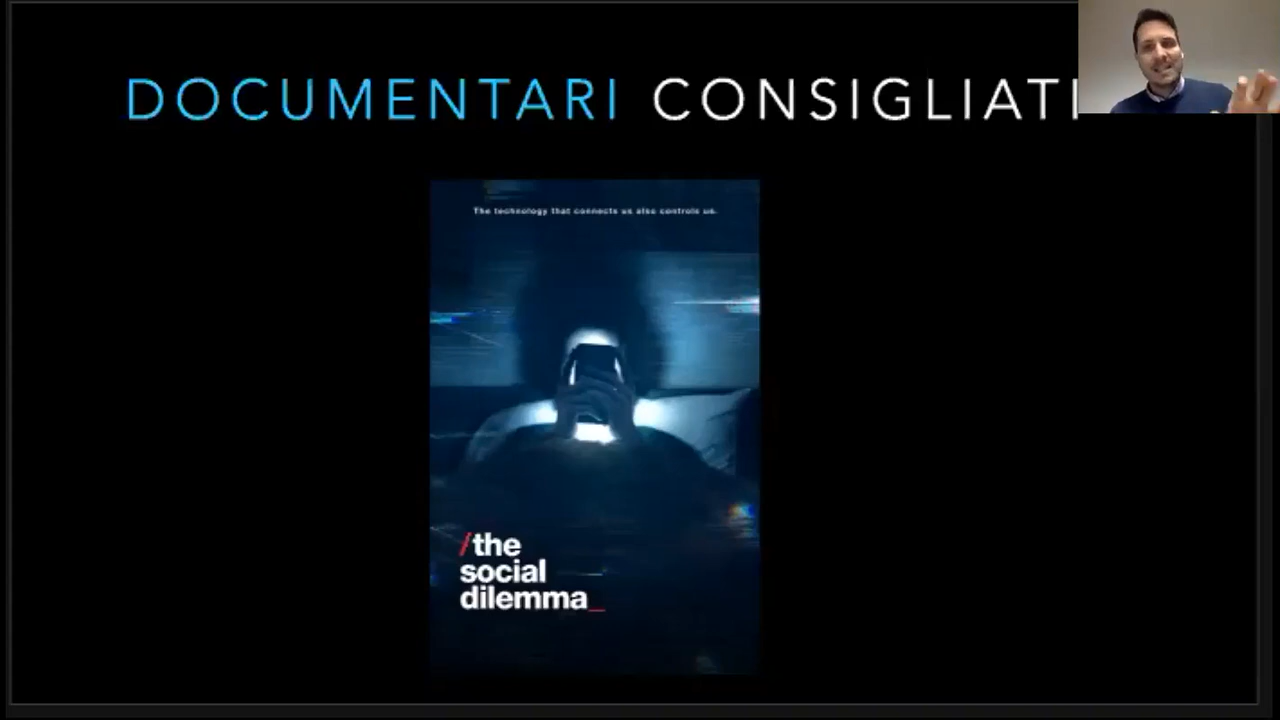 DOCUMENTARI CONSIGLIATI
The technology that connects us also controls us.
/the
social
dilemma_